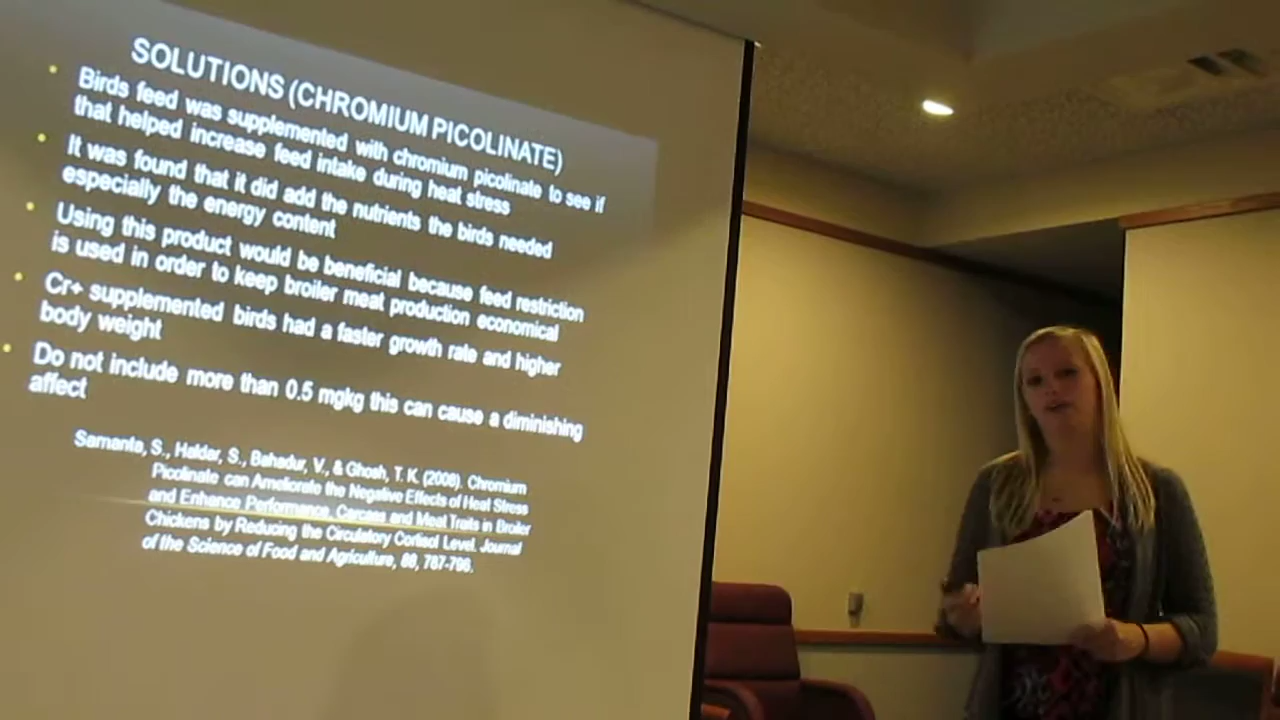 SOLUTIONS (CHROMIUM PICOLINATE)
Birds feed was supplemented with chromium picolinate to see if
that helped increase feed intake during heat stress
It was found that it did add the nutrients the birds needed
especially the energy content
Using this product would be beneficial because feed restriction
is used in order to keep broiler meat production economical
Cr+ supplemented birds had a faster growth rate and higher
body weight
Do not include more than 0.5 mgkg this can cause a diminishing
affect
Samanta, S., Haldar, S., Bahadur, V., & Ghosh, T. K. (2008). Chromium
Picolinate can Ameliorate the Negative Effects of Heat Stress
and Enhance Performance, Carcass and Meat Traits in Broiler
Chickens by Reducing the Circulatory Cortisol Level. Journal
of the Science of Food and Agriculture, 88, 787-796.